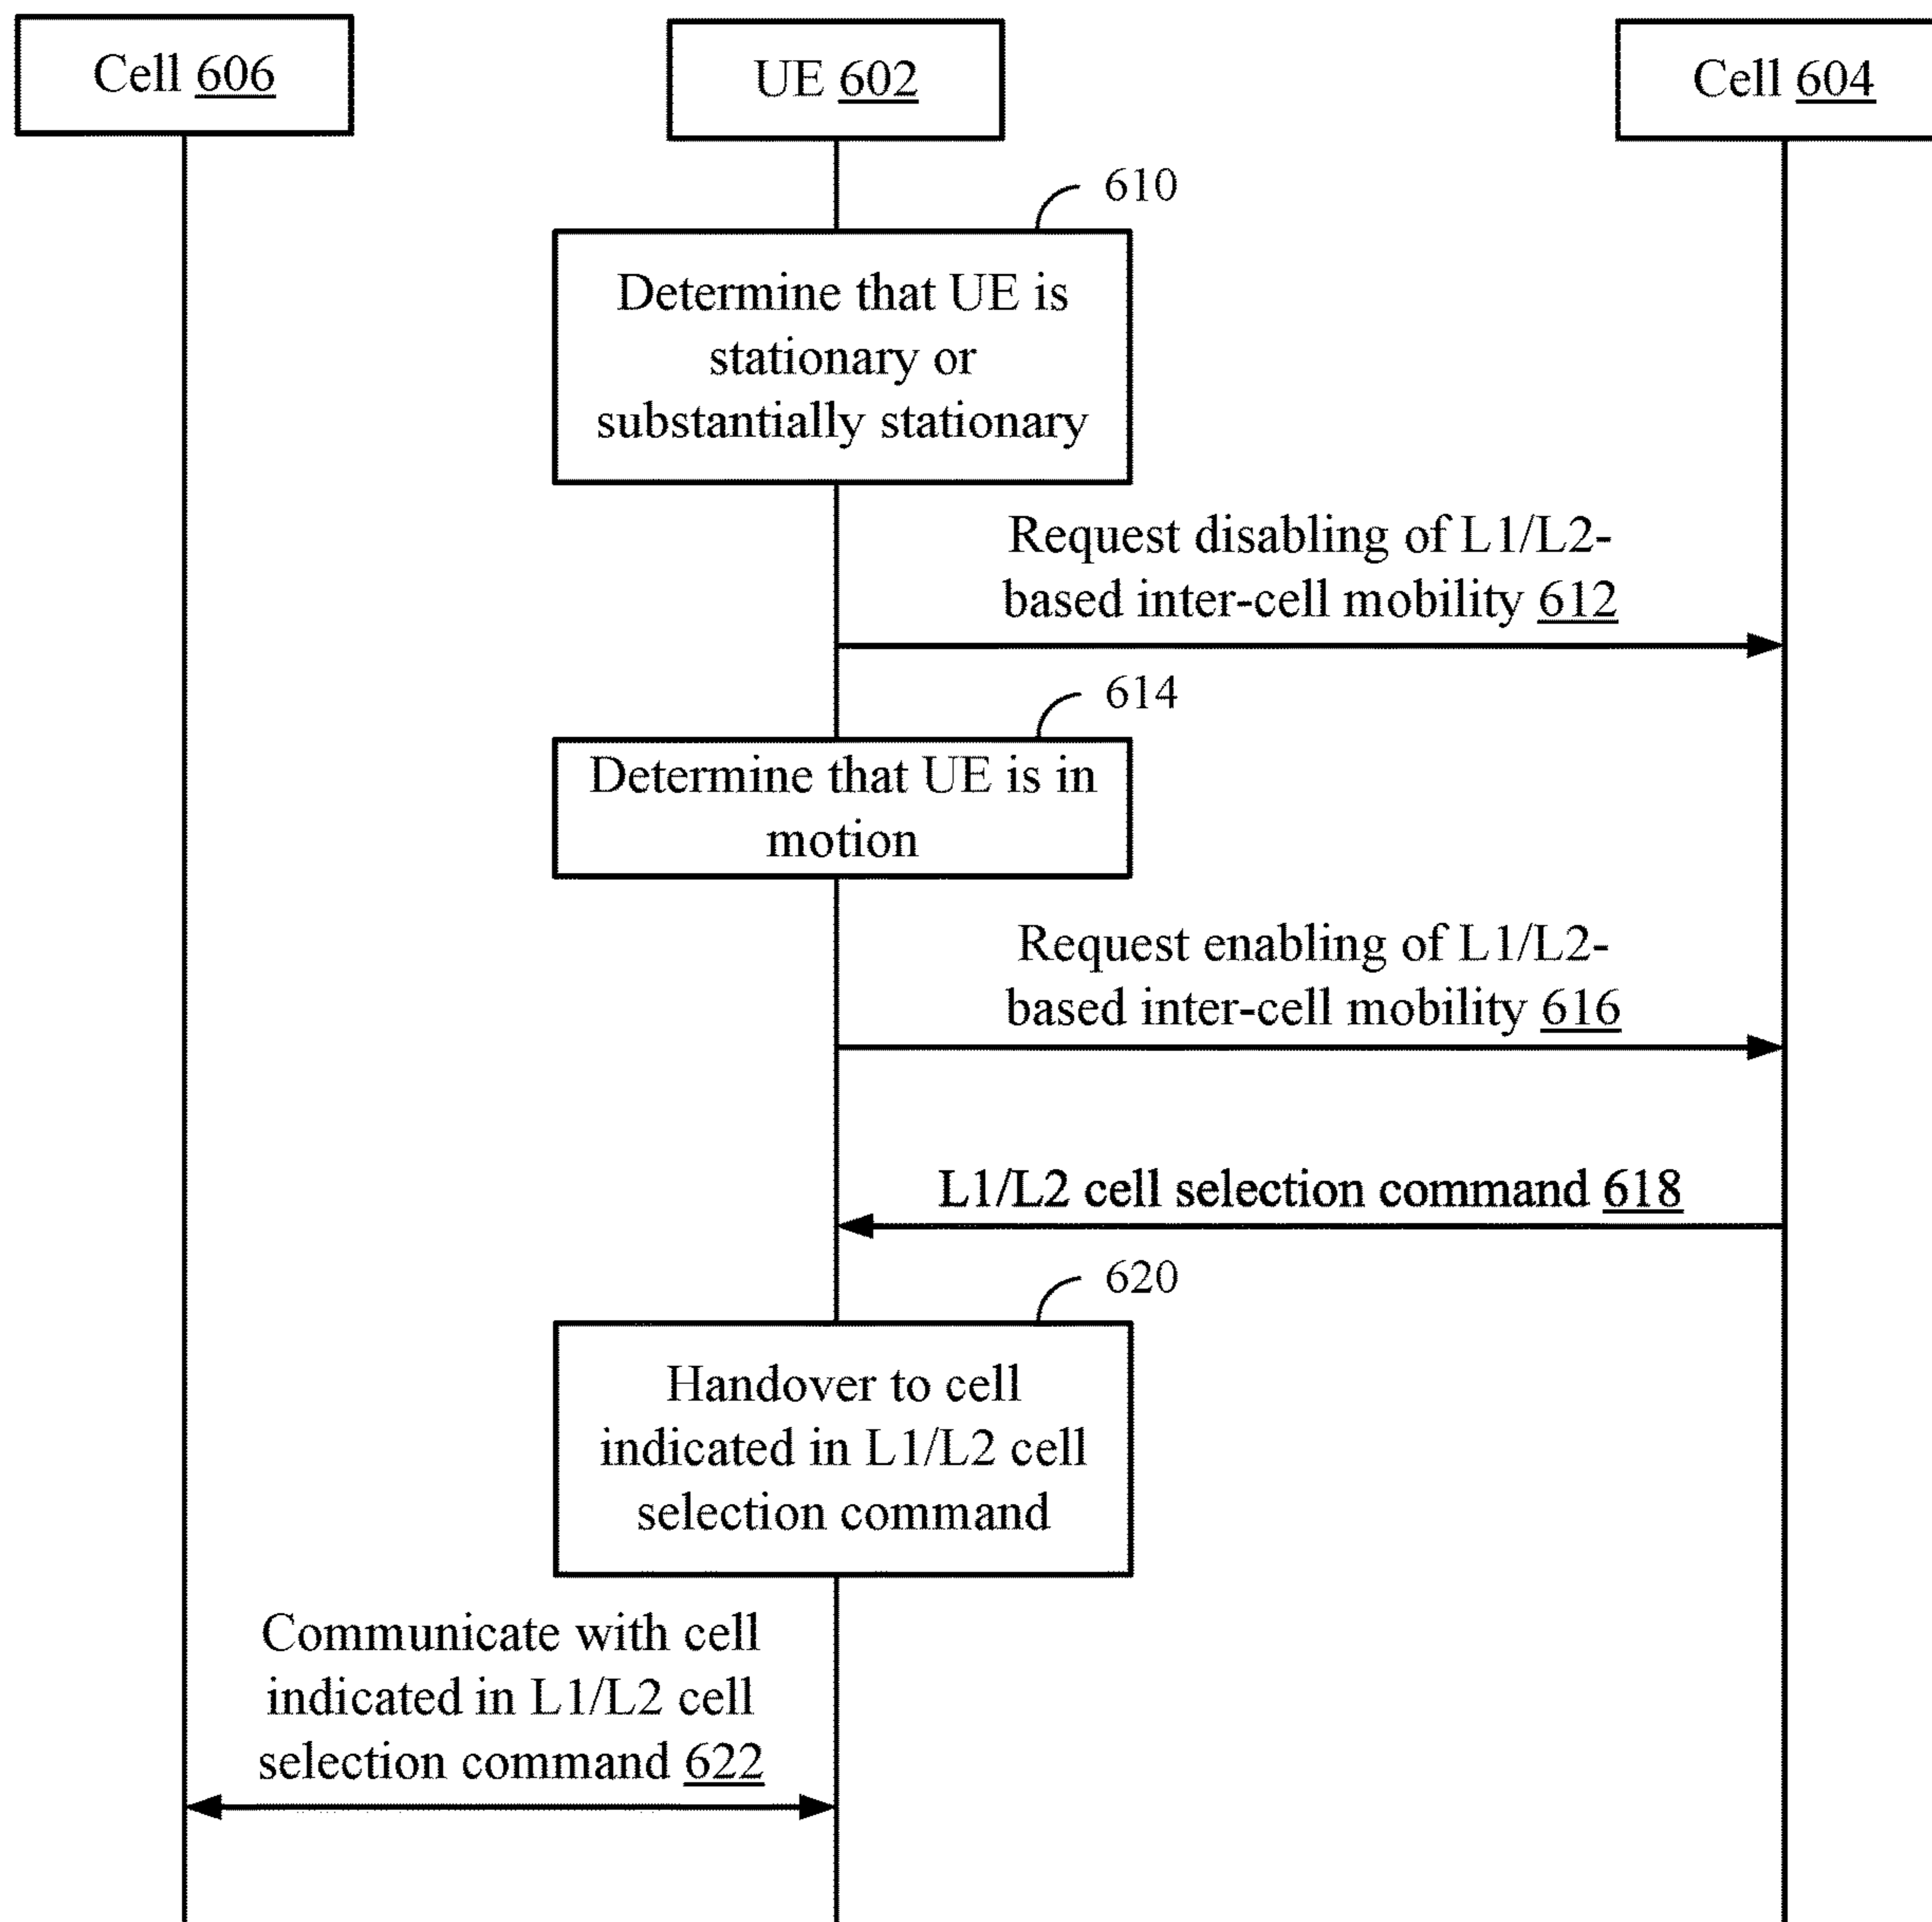 Cell 606
UE 602
Cell 604
610
Determine that UE is
stationary or
substantially stationary
Request disabling of L1/L2-
based inter-cell mobility 612
614
Determine that UE is in
motion
Request enabling of L1/L2-
based inter-cell mobility 616
L1/L2 cell selection command 618
620
Handover to cell
indicated in L1/L2 cell
selection command
Communicate with cell
indicated in L1/L2 cell
selection command 622